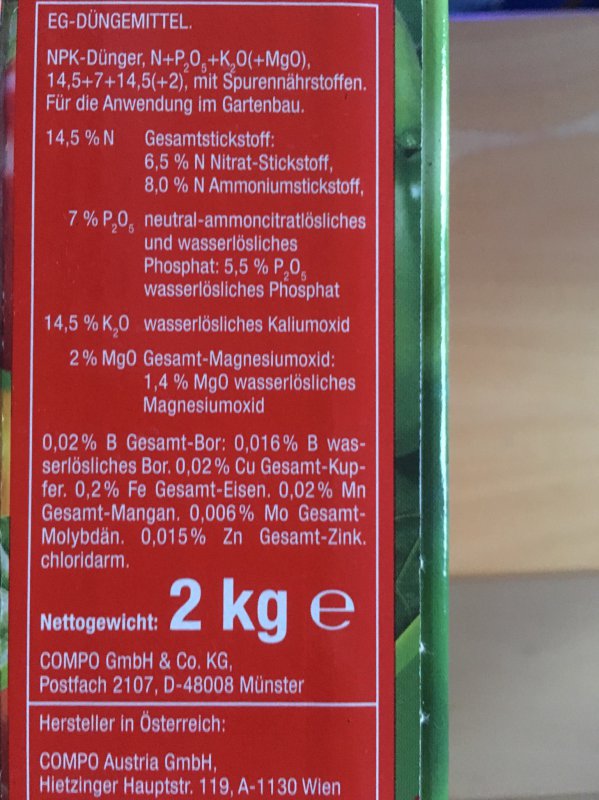 EG-DÜNGEMITTEL.
NPK-Dünger, N+P₂O₅+K₂O(+MgO),
14,5+7+14,5(+2), mit Spurennährstoffen.
Für die Anwendung im Gartenbau.
14,5 % N Gesamtstickstoff:
6,5 % N Nitrat-Stickstoff,
8,0 % N Ammoniumstickstoff,
7 % P₂O₅ neutral-ammoncitratlösliches
und wasserlösliches
Phosphat: 5,5 % P₂O₅
wasserlösliches Phosphat
14,5 % K₂O wasserlösliches Kaliumoxid
2 % MgO Gesamt-Magnesiumoxid:
1,4 % MgO wasserlösliches
Magnesiumoxid
0,02 % B Gesamt-Bor: 0,016 % B was-
serlösliches Bor. 0,02 % Cu Gesamt-Kup-
fer. 0,2 % Fe Gesamt-Eisen. 0,02 % Mn
Gesamt-Mangan. 0,006 % Mo Gesamt-
Molybdän. 0,015 % Zn Gesamt-Zink.
chloridarm.
Nettogewicht: 2 kg ℮
COMPO GmbH & Co. KG,
Postfach 2107, D-48008 Münster
Hersteller in Österreich:
COMPO Austria GmbH,
Hietzinger Hauptstr. 119, A-1130 Wien